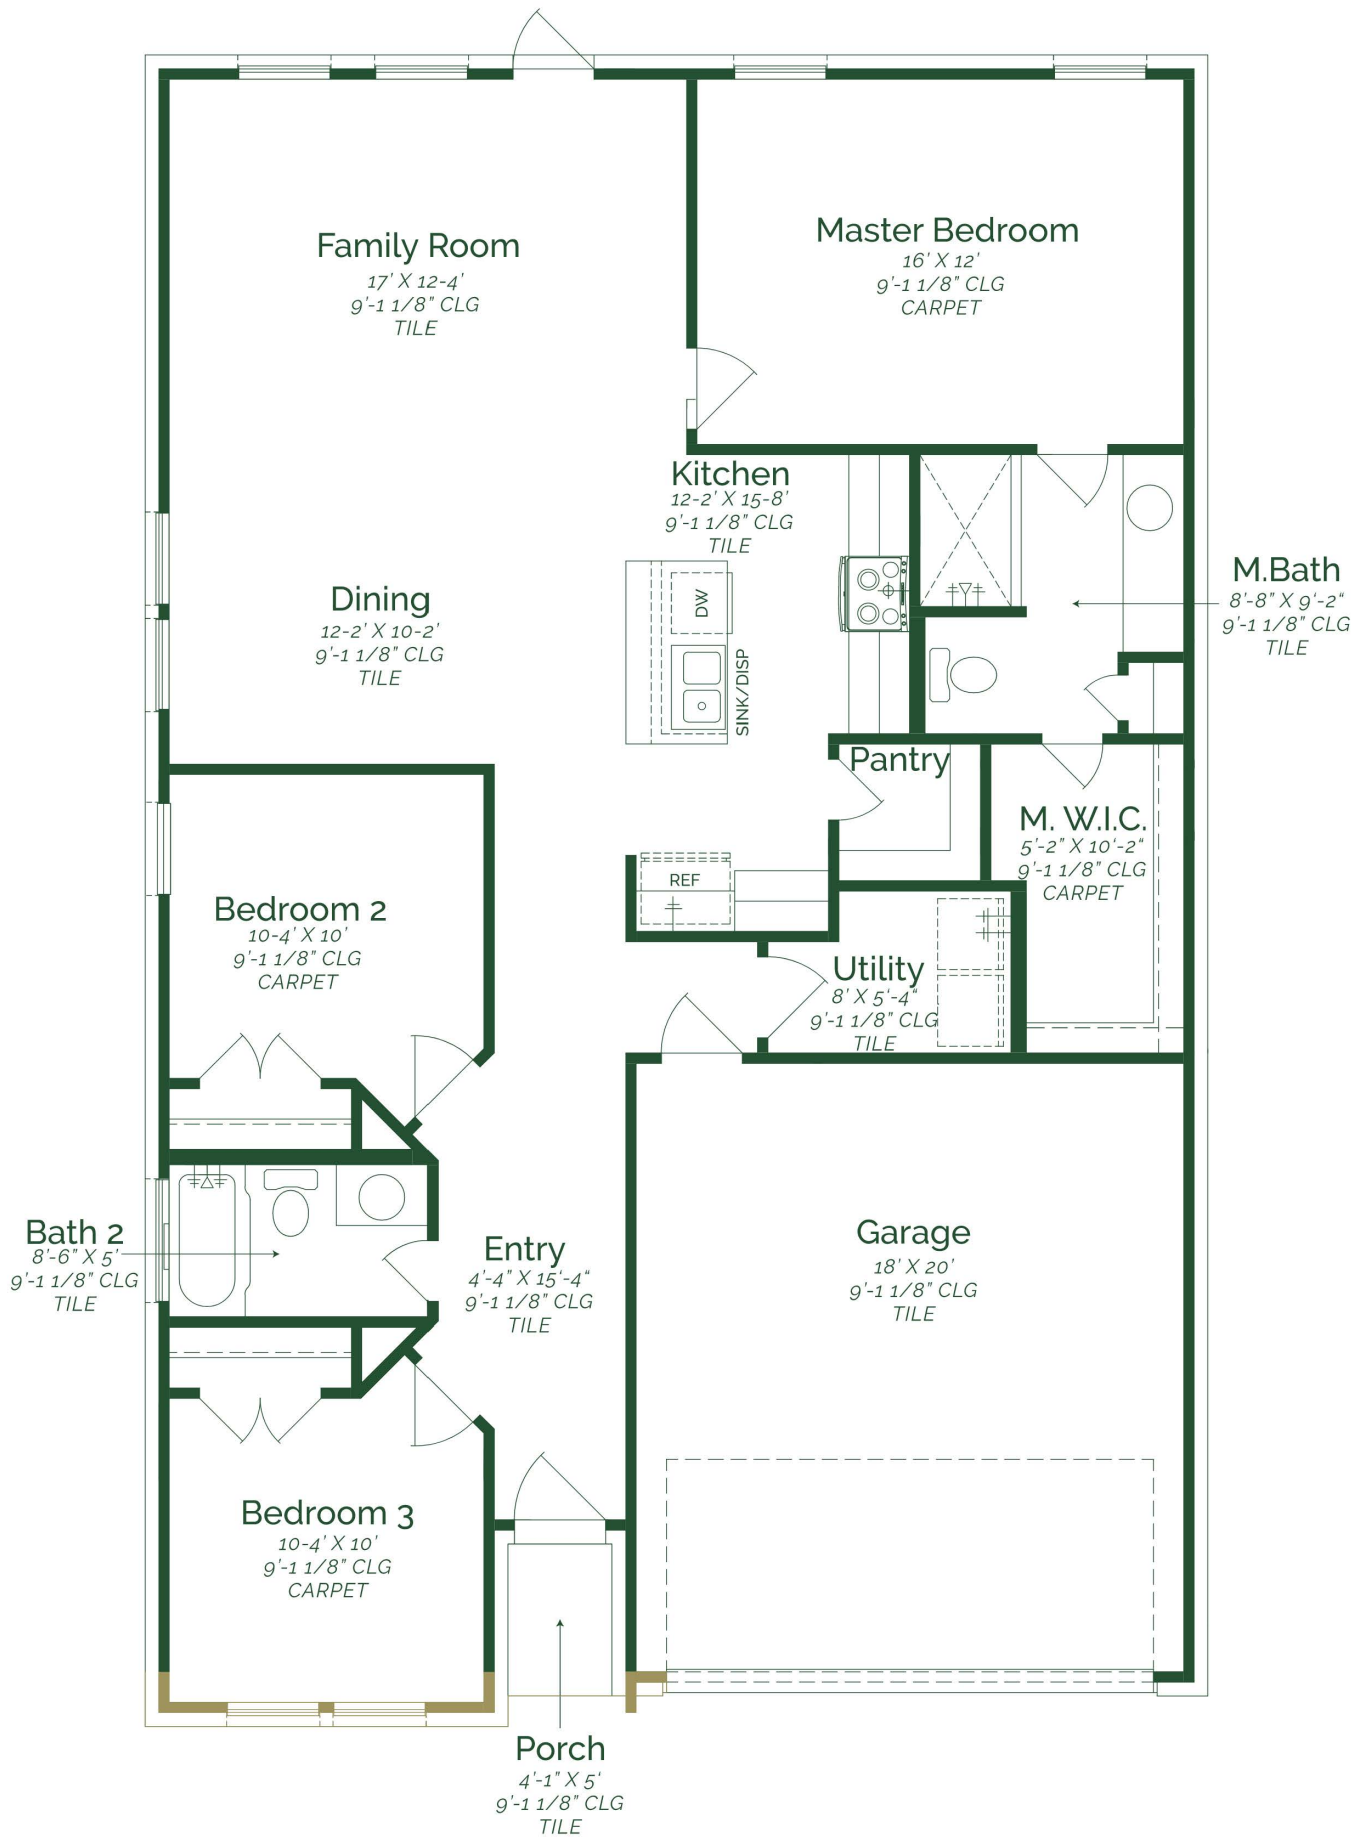 Family Room
17' X 12-4'
9'-1 1/8" CLG
TILE
Master Bedroom
16' X 12'
9'-1 1/8" CLG
CARPET
Kitchen
12-2' X 15-8'
9'-1 1/8" CLG
TILE
Dining
12-2' X 10-2'
9'-1 1/8" CLG
TILE
DW
SINK/DISP
M.Bath
8'-8" X 9'-2"
9'-1 1/8" CLG
TILE
Pantry
M. W.I.C.
5'-2" X 10'-2"
9'-1 1/8" CLG
CARPET
REF
Bedroom 2
10-4' X 10'
9'-1 1/8" CLG
CARPET
Utility
8' X 5'-4"
9'-1 1/8" CLG
TILE
Bath 2
8'-6" X 5'
9'-1 1/8" CLG
TILE
Entry
4'-4" X 15'-4"
9'-1 1/8" CLG
TILE
Garage
18' X 20'
9'-1 1/8" CLG
TILE
Bedroom 3
10-4' X 10'
9'-1 1/8" CLG
CARPET
Porch
4'-1" X 5'
9'-1 1/8" CLG
TILE